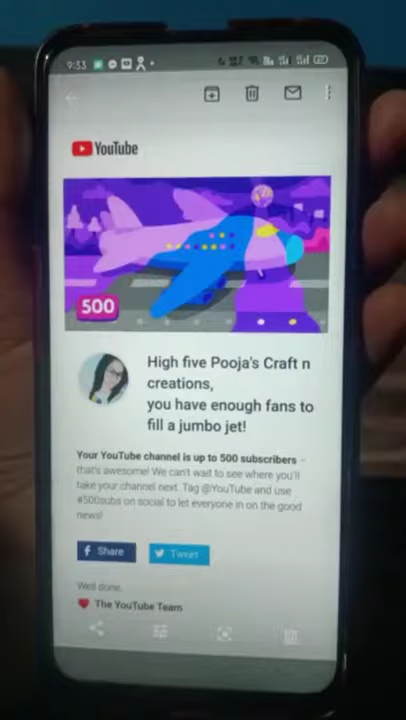 9:33
YouTube
500
High five Pooja's Craft n
creations,
you have enough fans to
fill a jumbo jet!
Your YouTube channel is up to 500 subscribers –
that's awesome! We can't wait to see where you'll
take your channel next. Tag @YouTube and use
#500subs on social to let everyone in on the good
news!
f Share
Tweet
Well done,
The YouTube Team